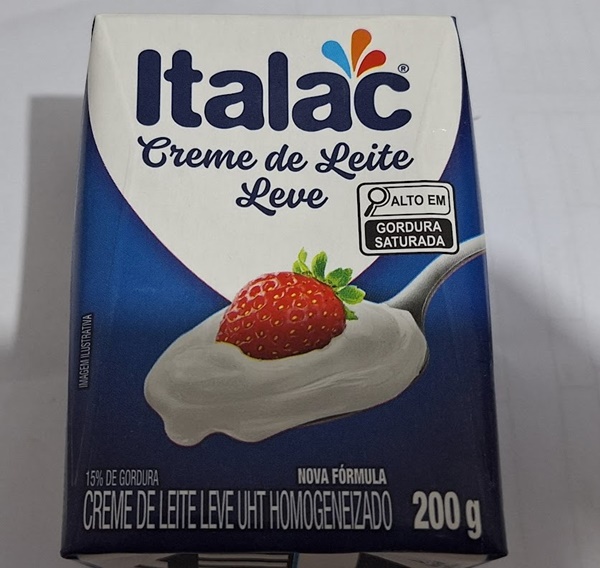 Italac®
Creme de Leite
Leve
ALTO EM
GORDURA
SATURADA
IMAGEM ILUSTRATIVA
15% DE GORDURA
NOVA FÓRMULA
CREME DE LEITE LEVE UHT HOMOGENEIZADO
200 g